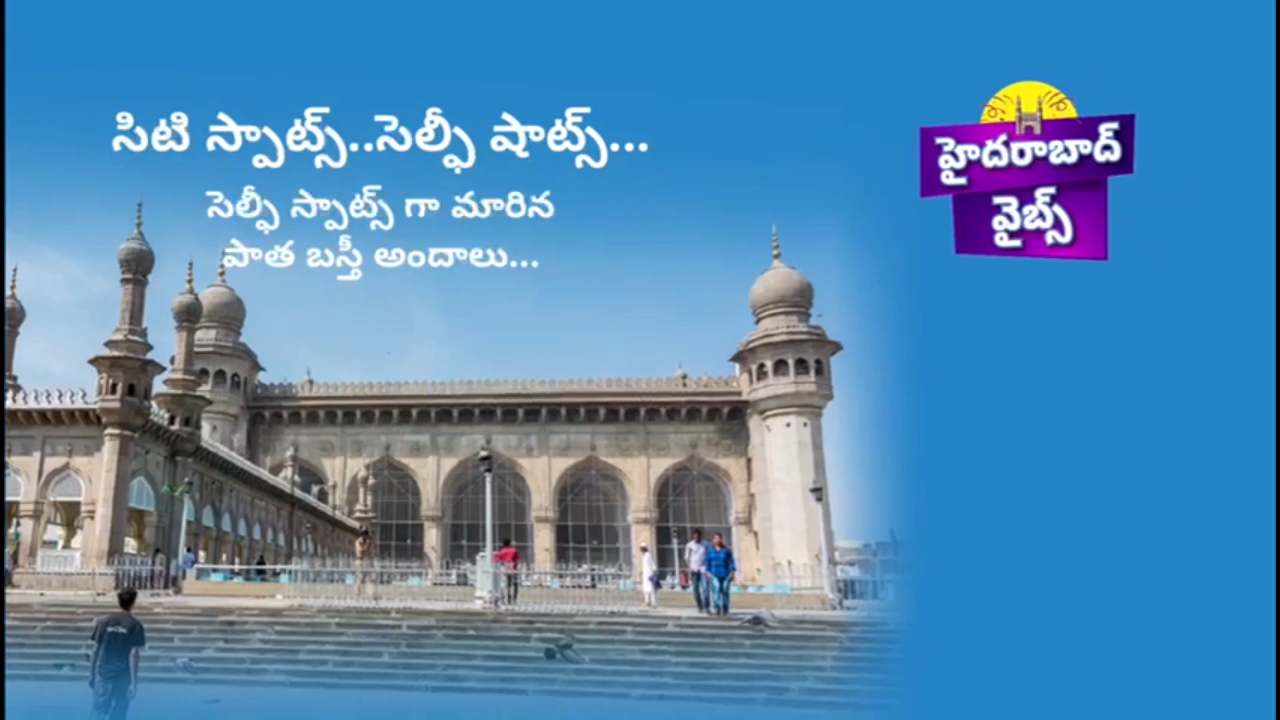 సిటి స్పాట్స్..సెల్ఫీ షాట్స్...
సెల్ఫీ స్పాట్స్ గా మారిన
పాత బస్తీ అందాలు...
హైదరాబాద్
వైబ్స్